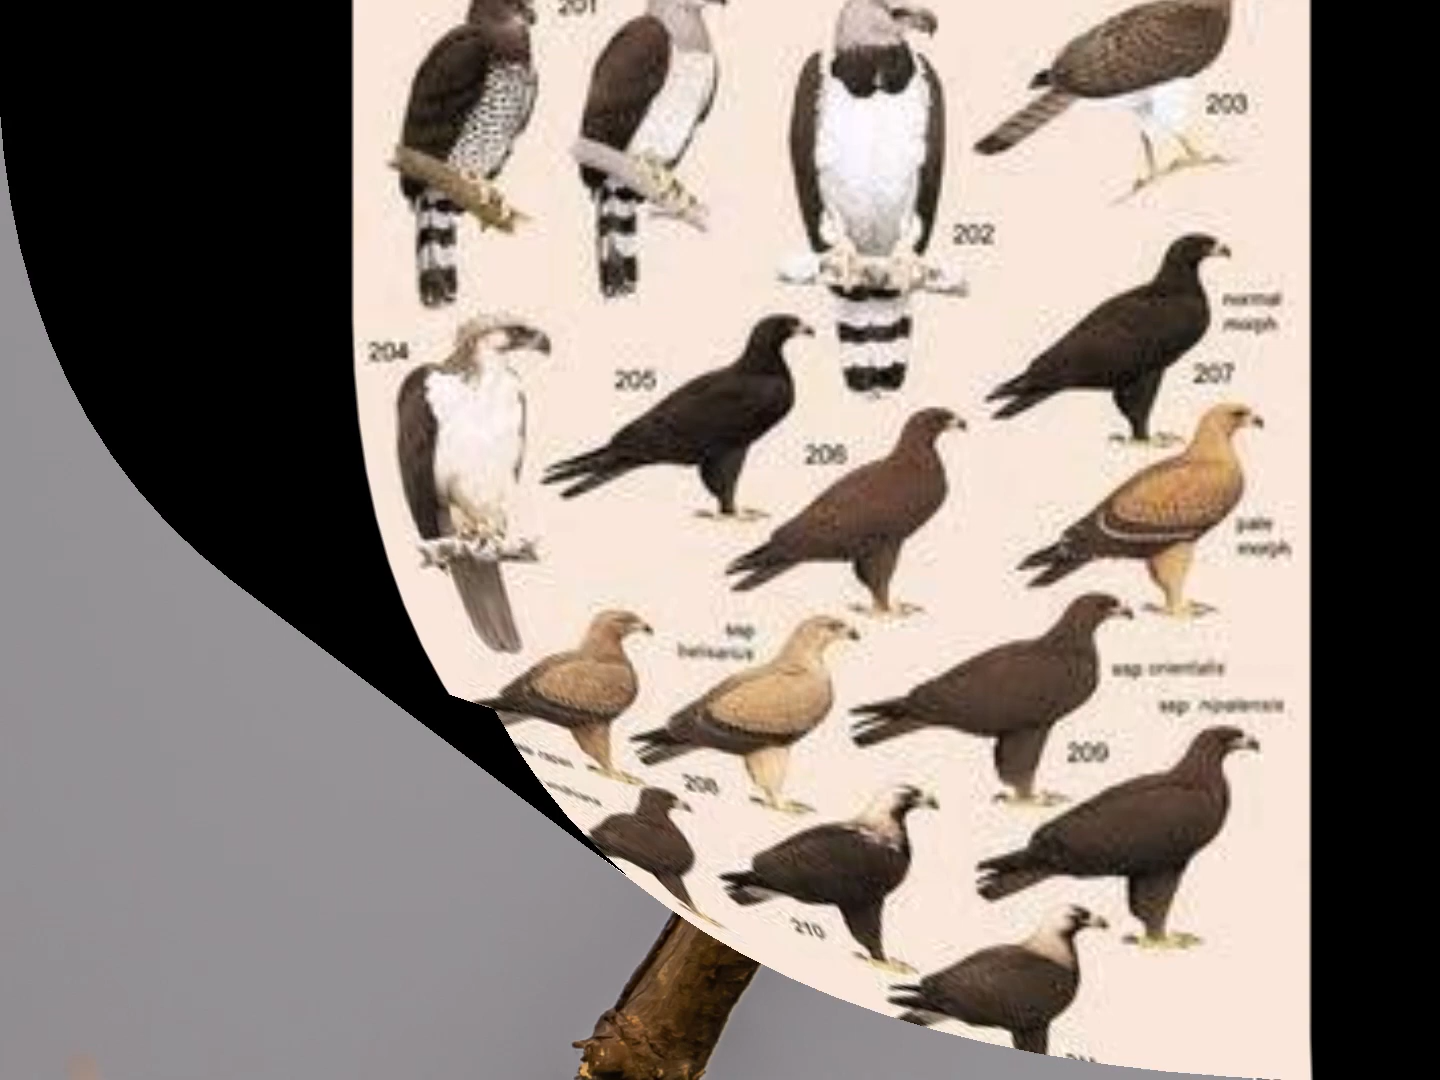 201
203
202
normal
morph
204
205
207
206
pale
morph
ssp
belisarius
ssp orientalis
ssp nipalensis
209
208
210